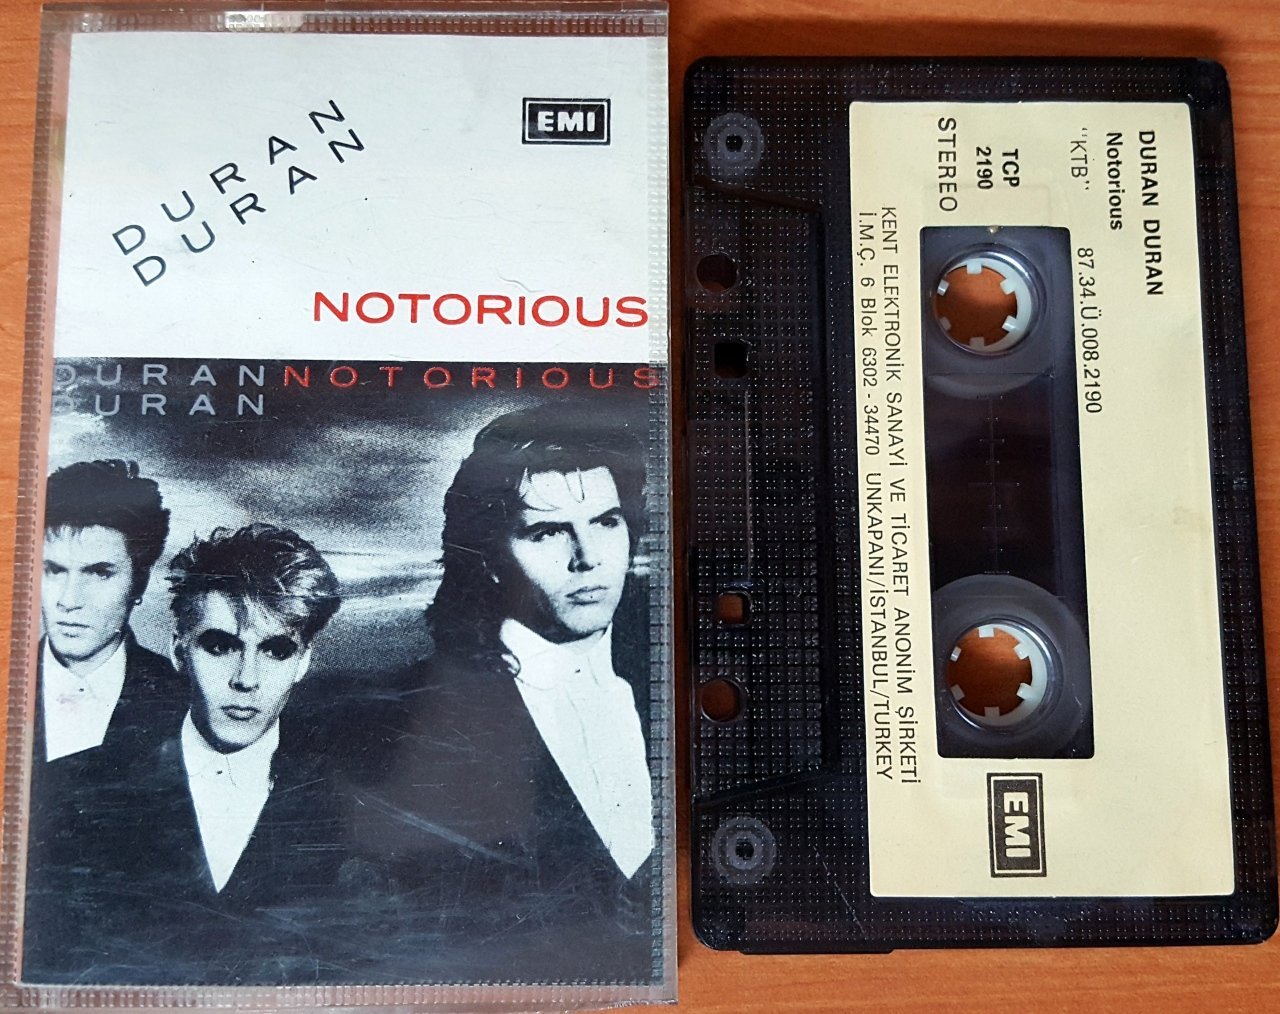 DURAN
DURAN
EMI
NOTORIOUS
DURAN NOTORIOUS
DURAN
DURAN DURAN
Notorious
"KTB"
87.34.Ü.008.2190
TCP
2190
STEREO
KENT ELEKTRONİK SANAYİ VE TİCARET ANONİM ŞİRKETİ
İ.M.Ç. 6 Blok 6302 - 34470 UNKAPANI/İSTANBUL/TURKEY
EMI